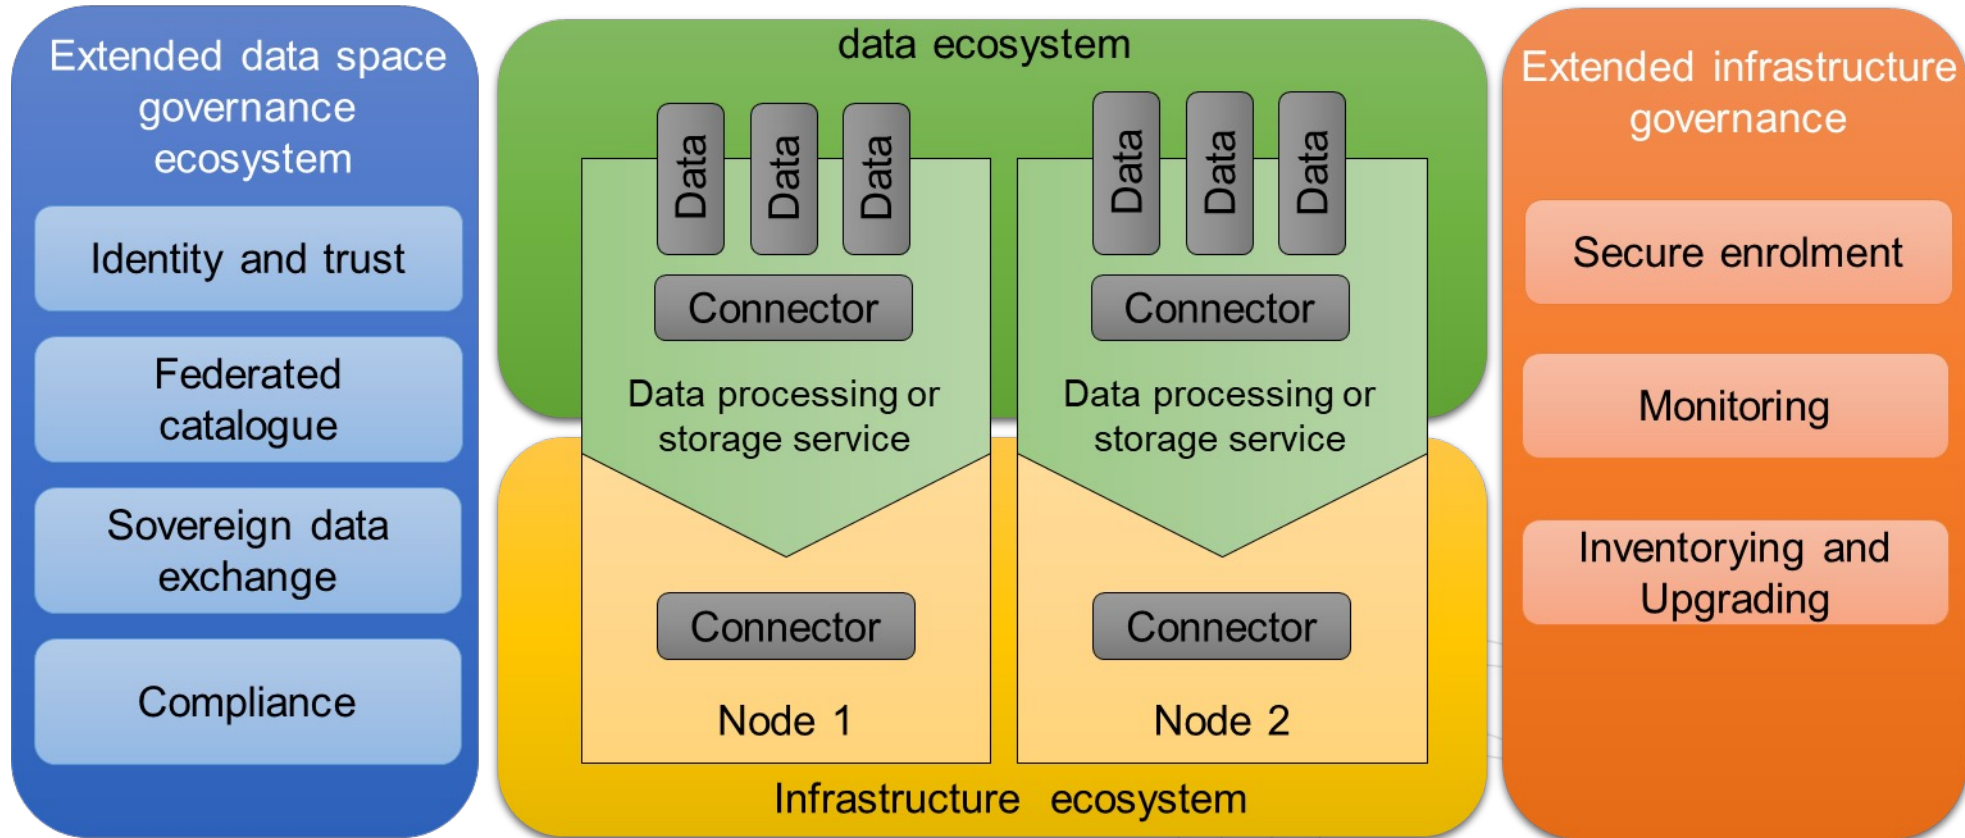 Extended data space
governance
ecosystem
Identity and trust
Federated
catalogue
Sovereign data
exchange
Compliance
data ecosystem
Data
Data
Data
Connector
Data processing or
storage service
Connector
Node 1
Data
Data
Data
Connector
Data processing or
storage service
Connector
Node 2
Infrastructure ecosystem
Extended infrastructure
governance
Secure enrolment
Monitoring
Inventorying and
Upgrading